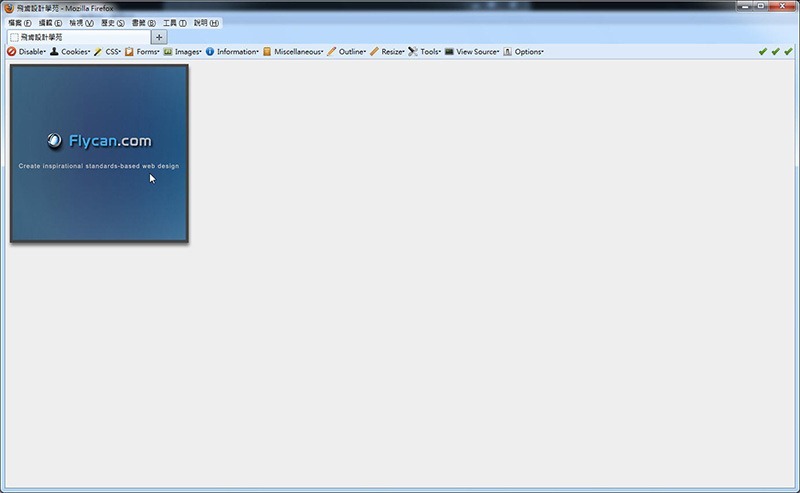 飛肯設計學苑 - Mozilla Firefox
檔案 (F) 編輯 (E) 檢視 (V) 歷史 (S) 書籤 (B) 工具 (T) 說明 (H)
飛肯設計學苑
Disable Cookies CSS Forms Images Information Miscellaneous Outline Resize Tools View Source Options
Flycan.com
Create inspirational standards-based web design